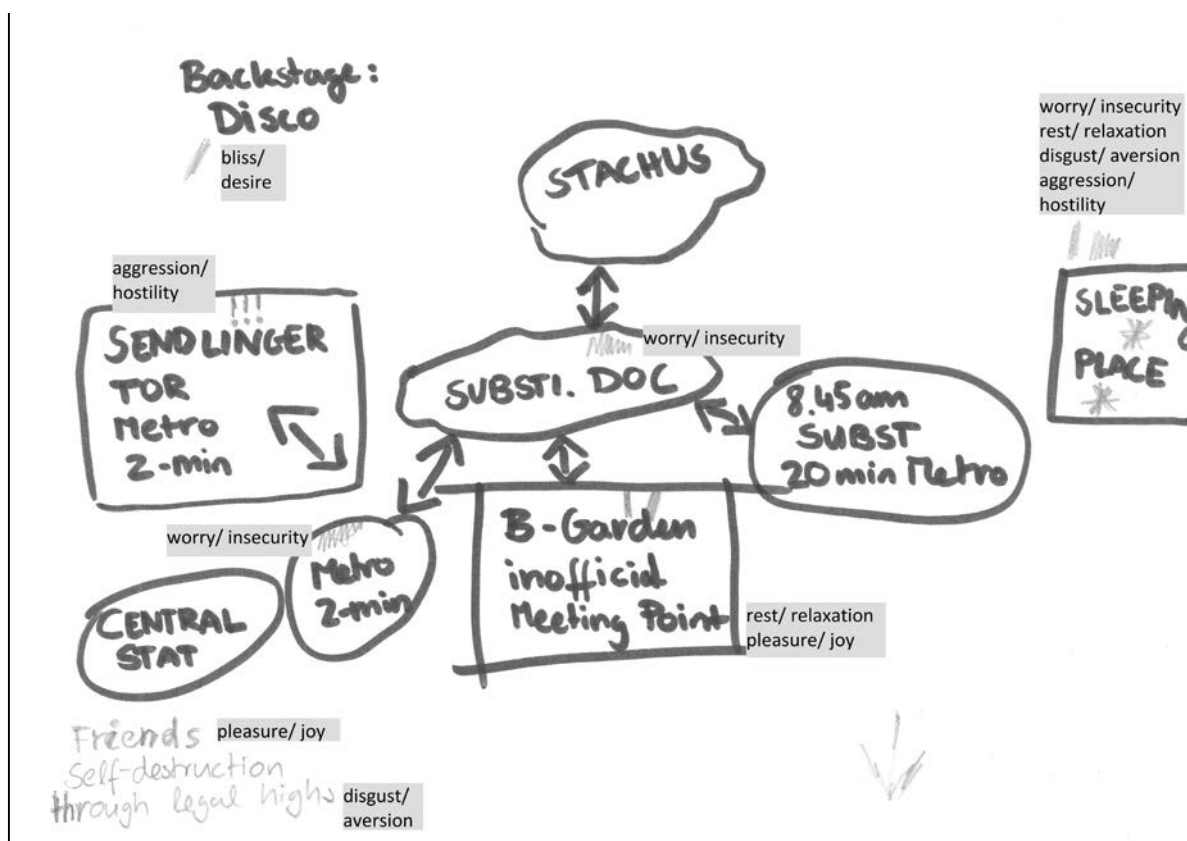 Backstage:
Disco
bliss/
desire
STACHUS
worry/ insecurity
rest/ relaxation
disgust/ aversion
aggression/
hostility
aggression/
hostility
!!!
SENDLINGER
TOR
Metro
2-min
worry/ insecurity
SUBSTI. DOC
8.45am
SUBST
20min Metro
SLEEPIN
PLACE
worry/ insecurity
Metro
2-min
CENTRAL
STAT
B-Garden
inofficial
Meeting Point
rest/ relaxation
pleasure/ joy
Friends
pleasure/ joy
Self-destruction
through legal highs
disgust/
aversion